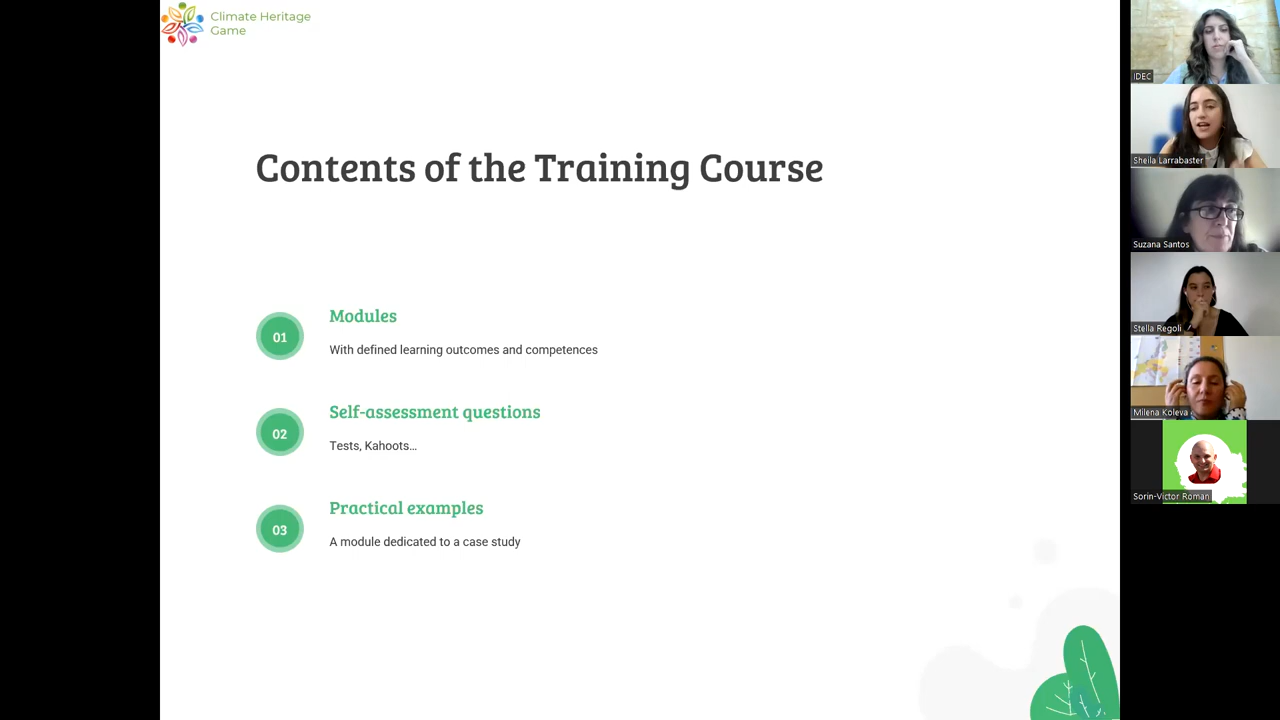 Climate Heritage
Game
Contents of the Training Course
01
Modules
With defined learning outcomes and competences
02
Self-assessment questions
Tests, Kahoots…
03
Practical examples
A module dedicated to a case study
IDEC
Sheila Larrabaster
Suzana Santos
Stella Regoli
Milena Koleva
Sorin-Victor Roman